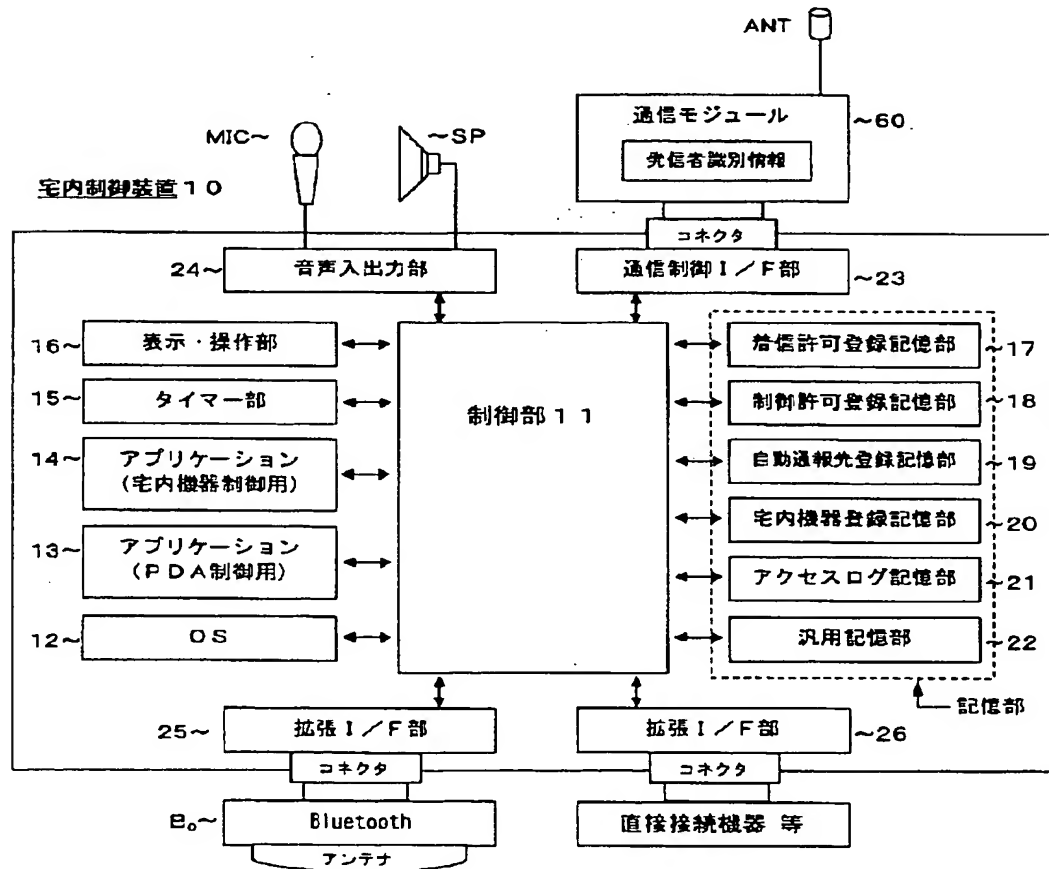 ANT
通信モジュール
~60
発信者識別情報
MIC~
~SP
宅内制御装置10
コネクタ
24~
音声入出力部
通信制御I/F部
~23
16~
表示・操作部
着信許可登録記憶部
~17
15~
タイマー部
制御部11
制御許可登録記憶部
~18
14~
アプリケーション
(宅内機器制御用)
自動通報先登録記憶部
~19
宅内機器登録記憶部
~20
13~
アプリケーション
(PDA制御用)
アクセスログ記憶部
~21
12~
OS
汎用記憶部
~22
記憶部
25~
拡張I/F部
拡張I/F部
~26
コネクタ
コネクタ
B₀~
Bluetooth
直接接続機器 等
アンテナ